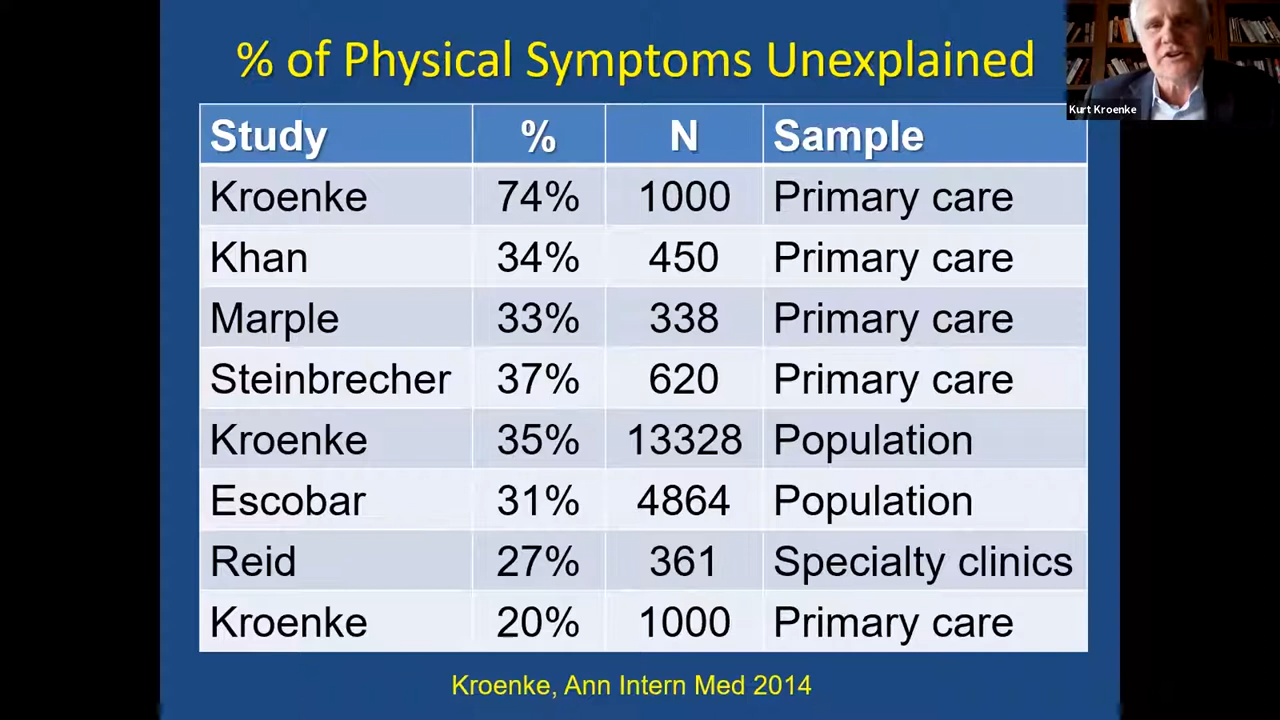 % of Physical Symptoms Unexplained
Kurt Kroenke
Study % N Sample
Kroenke 74% 1000 Primary care
Khan 34% 450 Primary care
Marple 33% 338 Primary care
Steinbrecher 37% 620 Primary care
Kroenke 35% 13328 Population
Escobar 31% 4864 Population
Reid 27% 361 Specialty clinics
Kroenke 20% 1000 Primary care
Kroenke, Ann Intern Med 2014